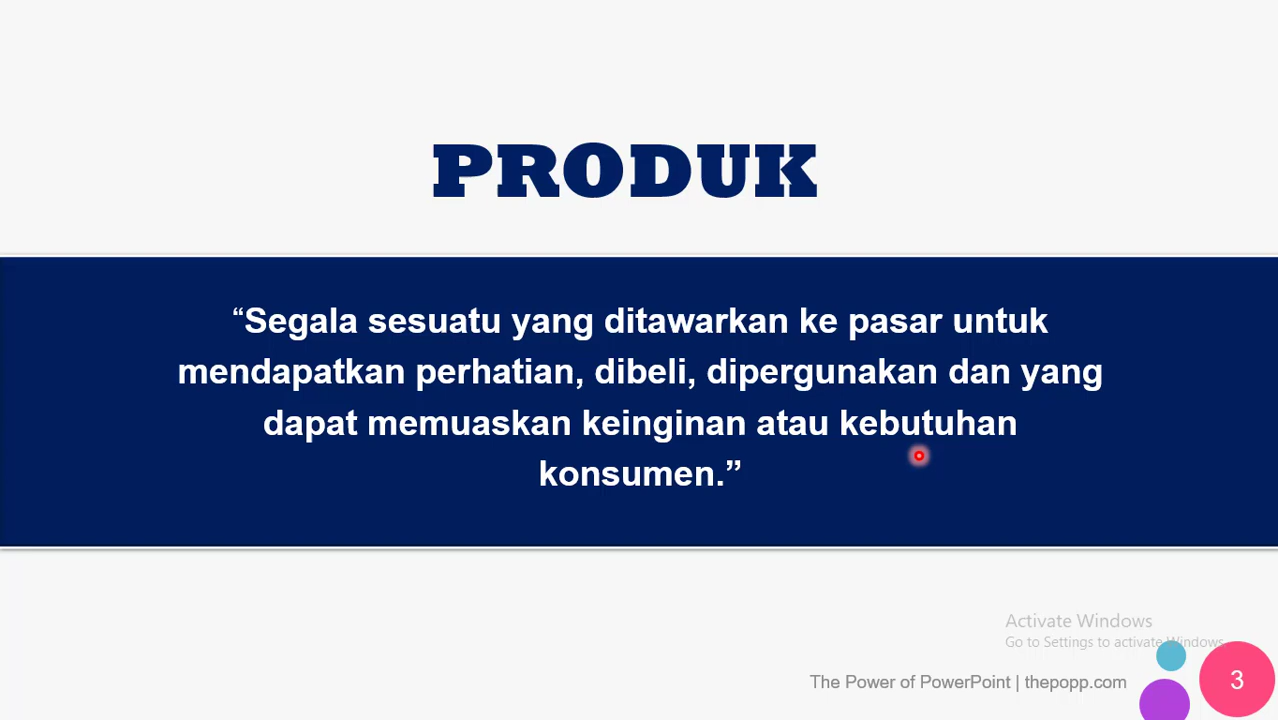 PRODUK
“Segala sesuatu yang ditawarkan ke pasar untuk
mendapatkan perhatian, dibeli, dipergunakan dan yang
dapat memuaskan keinginan atau kebutuhan
konsumen.”
Activate Windows
Go to Settings to activate Windows.
The Power of PowerPoint | thepopp.com
3